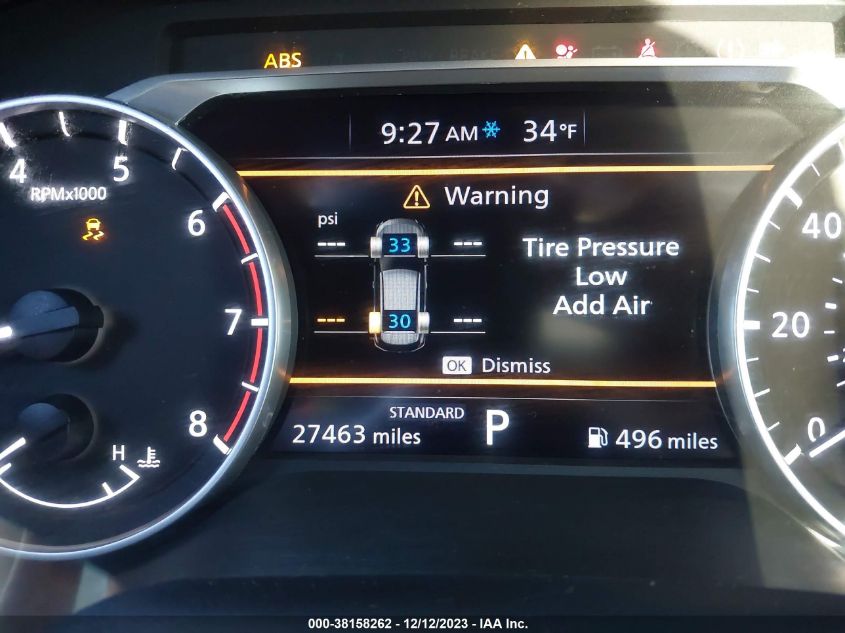 ABS
9:27 AM 34°F
4 5 6 7 8
RPMx1000
Warning
psi
--- 33 ---
--- 30 ---
Tire Pressure
Low
Add Air
OK Dismiss
STANDARD
27463 miles P 496 miles
H
40
20
0
000-38158262 - 12/12/2023 - IAA Inc.